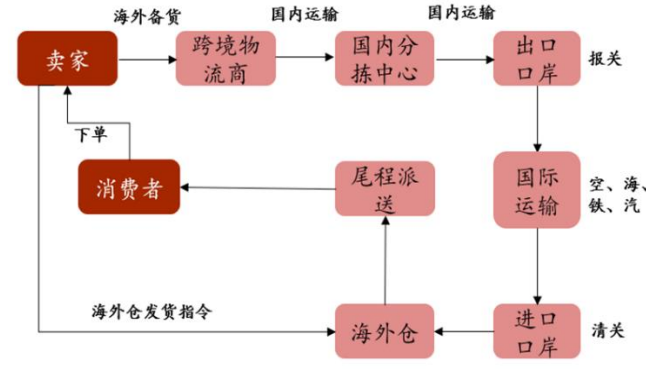 海外备货
国内运输
国内运输
卖家
跨境物
流商
国内分
拣中心
出口
口岸
报关
下单
消费者
尾程派
送
国际
运输
空、海、
铁、汽
海外仓发货指令
海外仓
进口
口岸
清关